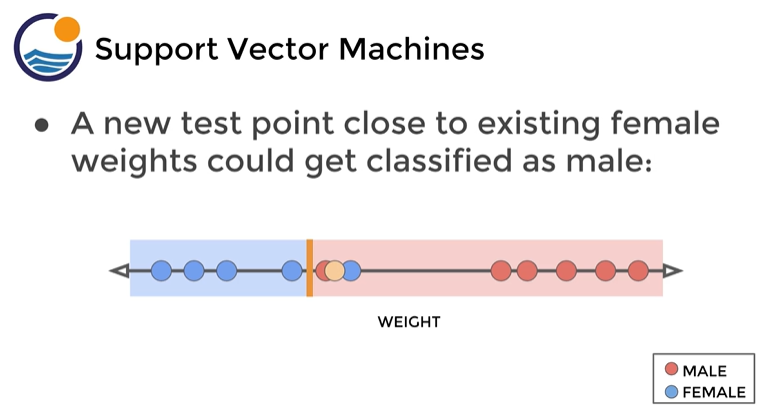 Support Vector Machines
● A new test point close to existing female
weights could get classified as male:
WEIGHT
MALE
FEMALE